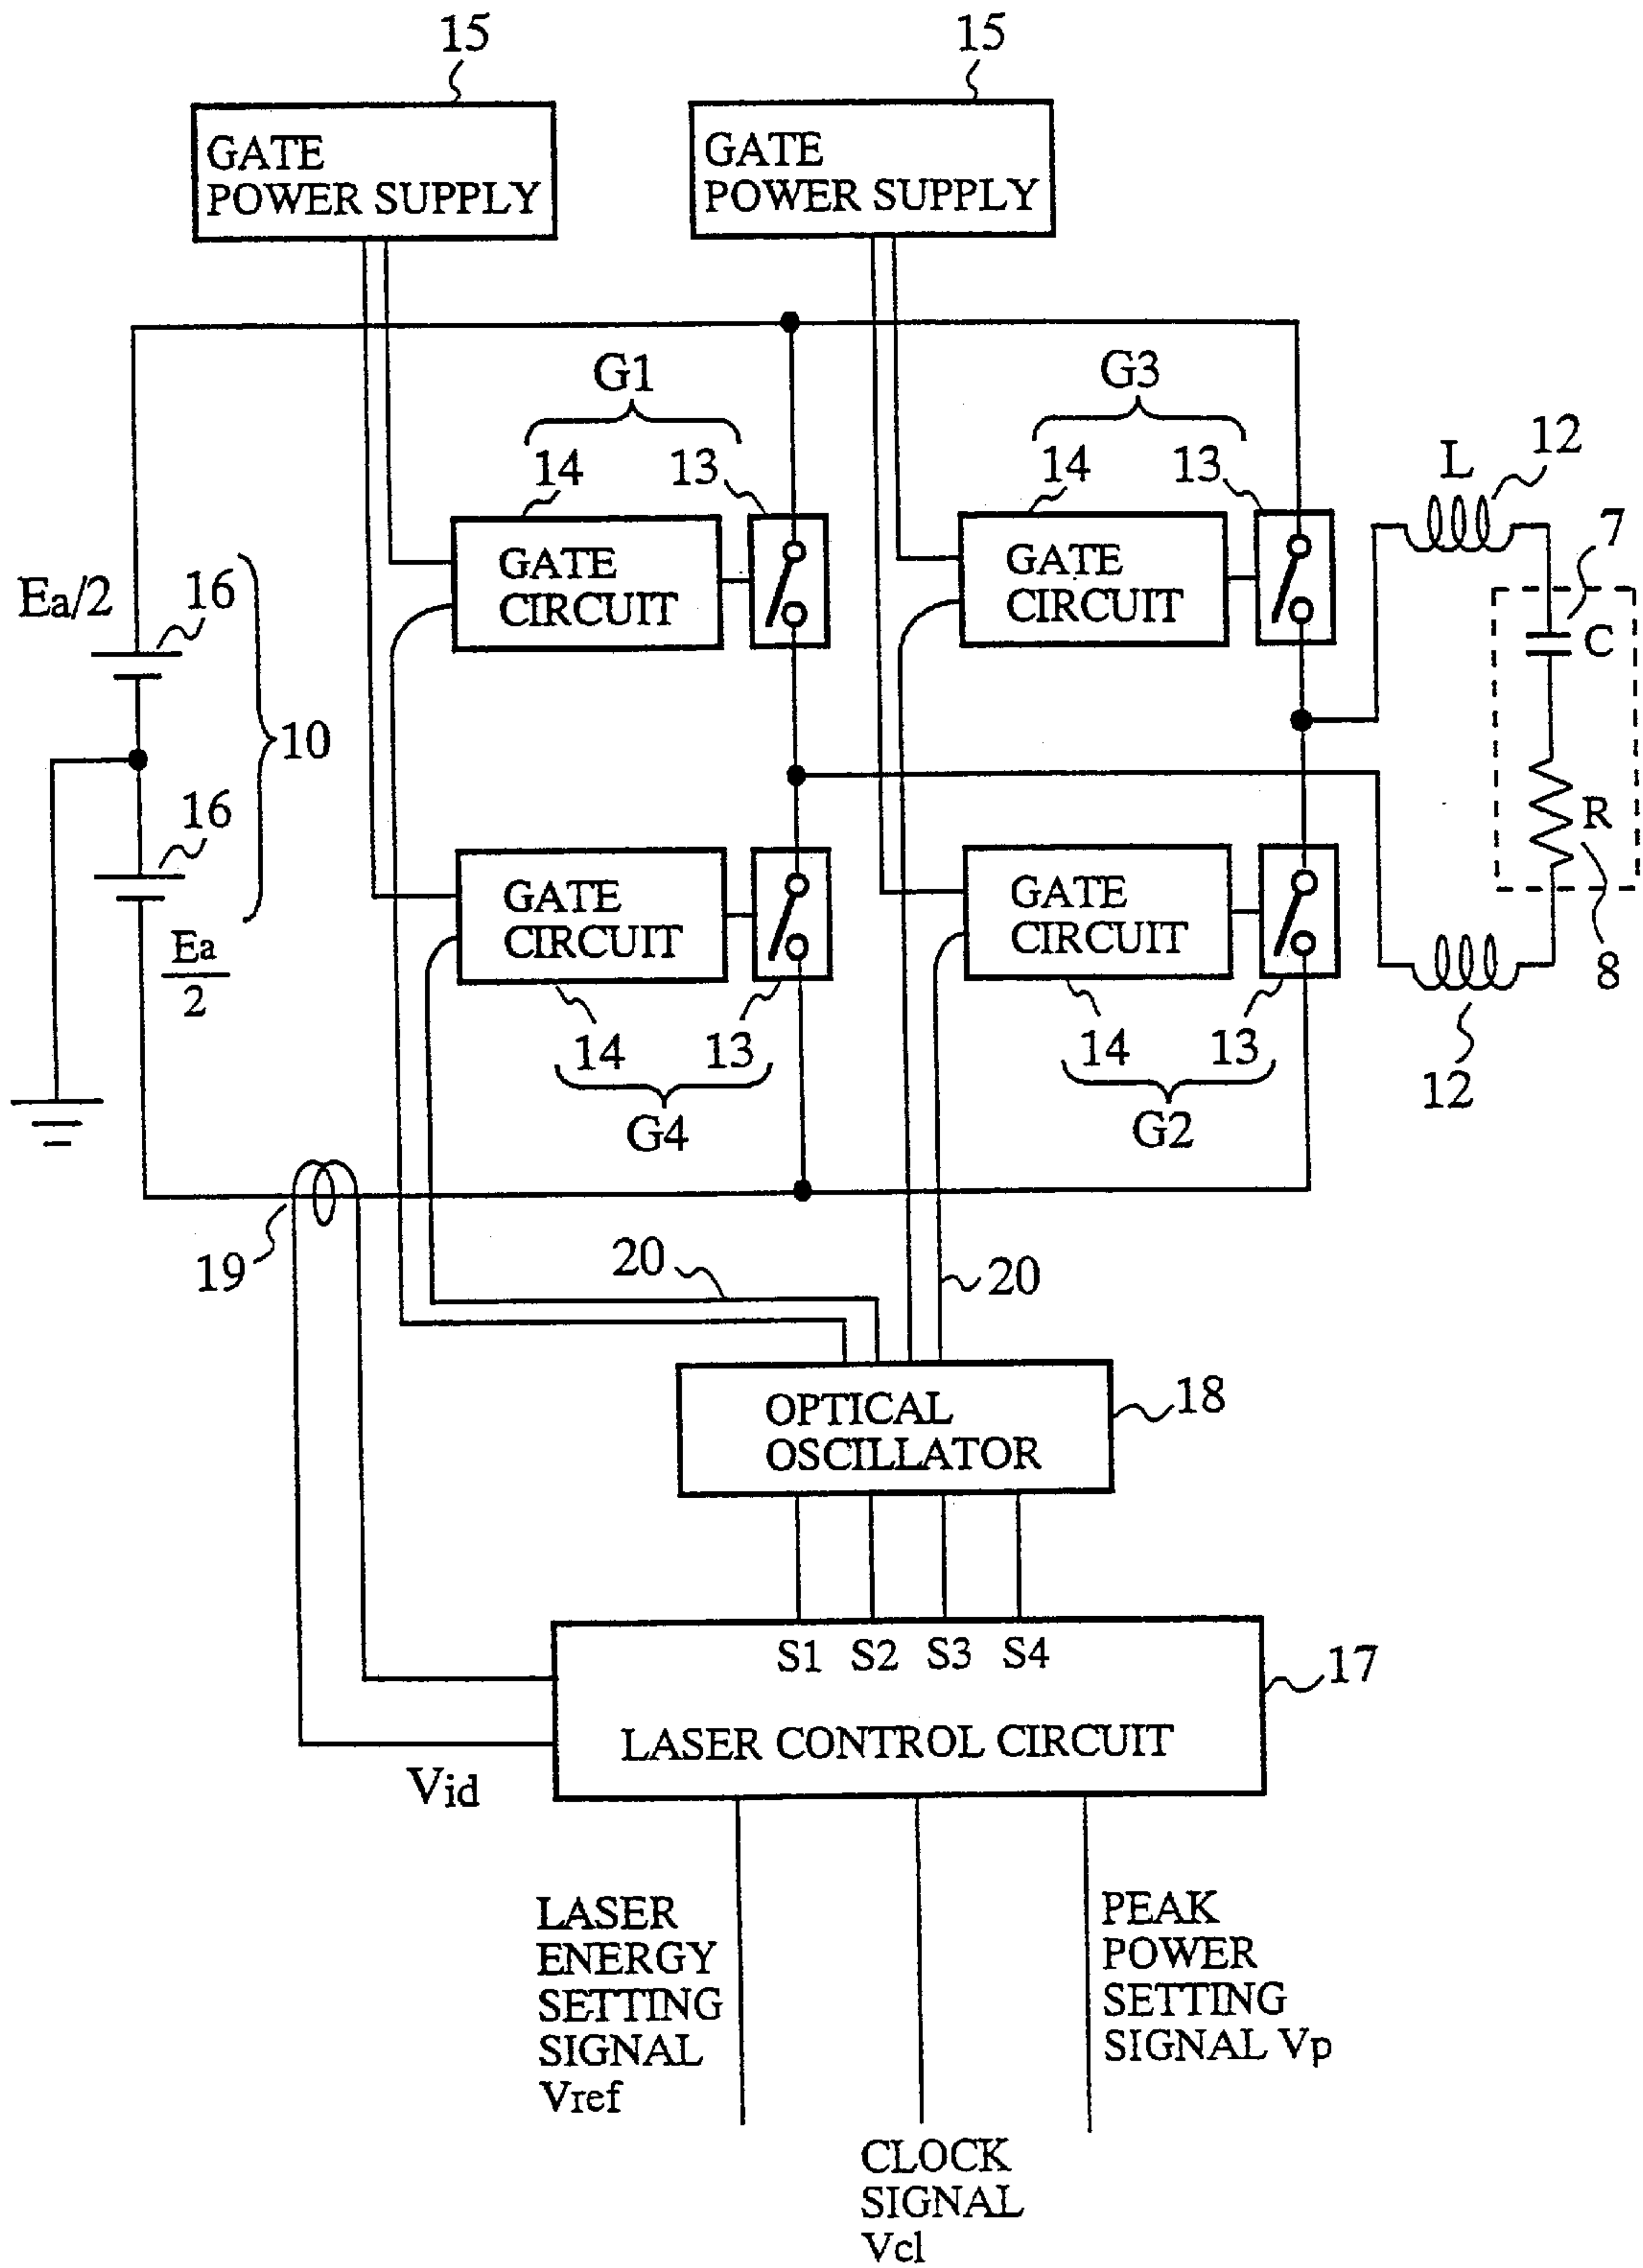 15
15
GATE
POWER SUPPLY
GATE
POWER SUPPLY
G1
G3
14
13
14
13
L
12
7
GATE
CIRCUIT
GATE
CIRCUIT
Ea/2
16
10
C
16
R
GATE
CIRCUIT
GATE
CIRCUIT
Ea
2
8
14
13
14
13
12
G4
G2
19
20
20
OPTICAL
OSCILLATOR
18
S1 S2 S3 S4
17
LASER CONTROL CIRCUIT
Vid
LASER
ENERGY
SETTING
SIGNAL
Vref
PEAK
POWER
SETTING
SIGNAL Vp
CLOCK
SIGNAL
Vcl